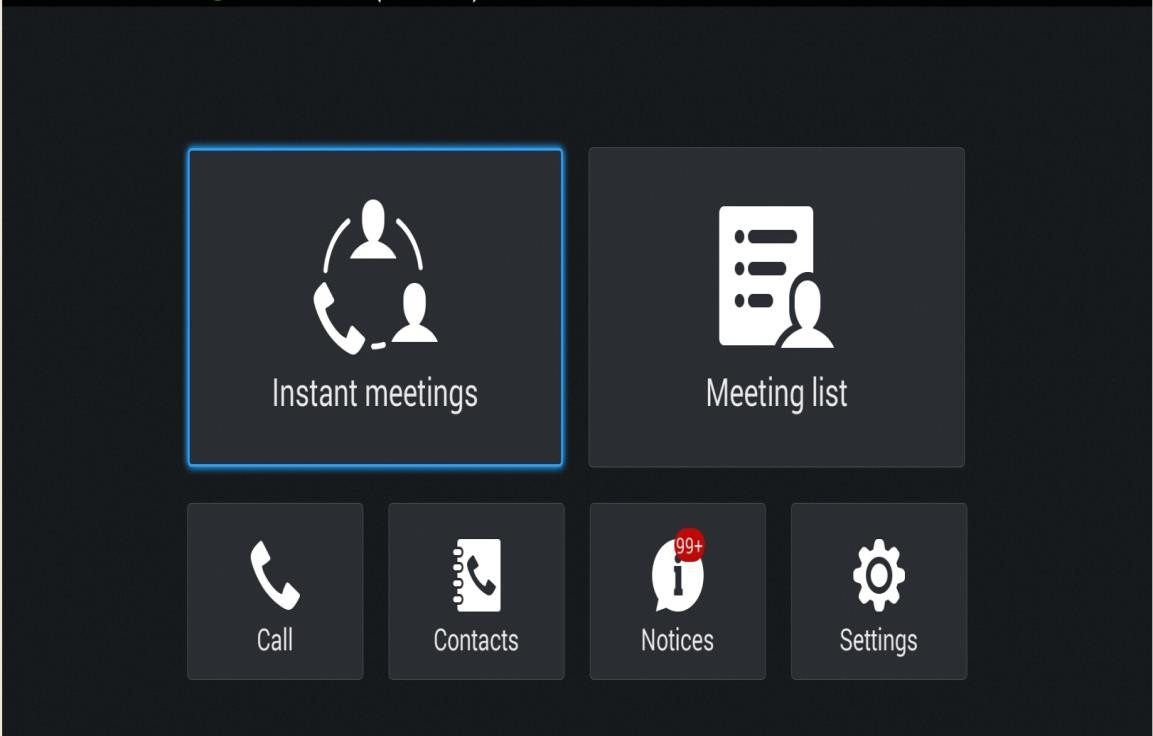 Instant meetings
Meeting list
99+
Call
Contacts
Notices
Settings